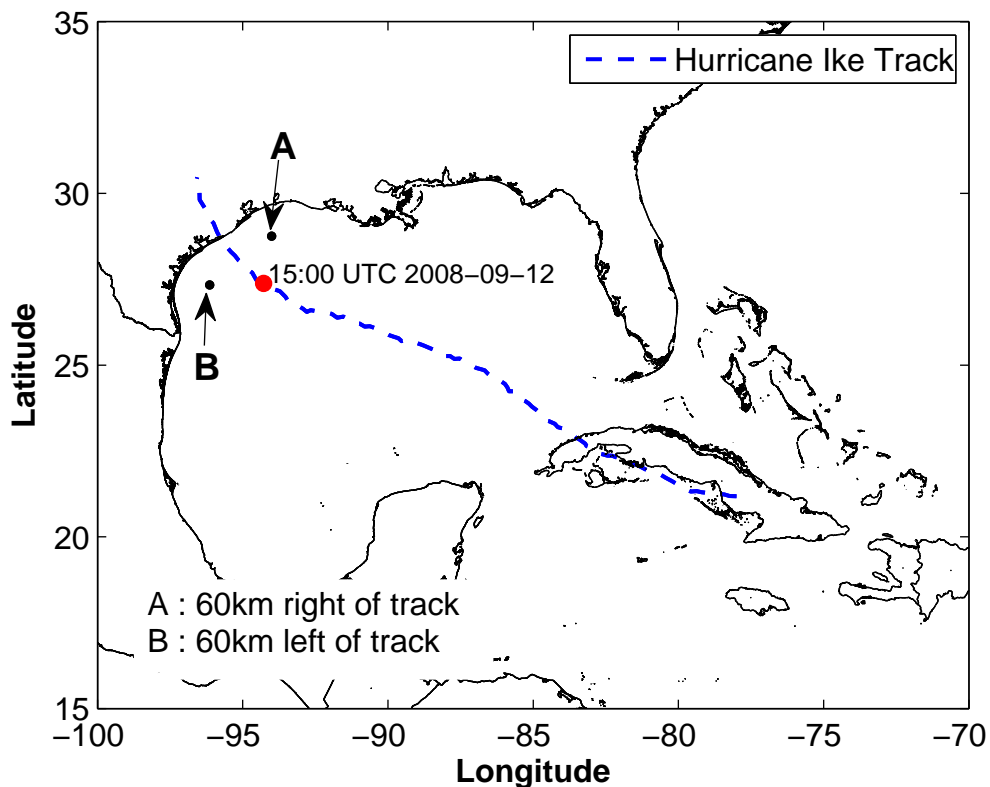 35
Hurricane Ike Track
A
30
15:00 UTC 2008−09−12
B
25
20
A : 60km right of track
B : 60km left of track
15
−100
−95
−90
−85
−80
−75
−70
Latitude
Longitude